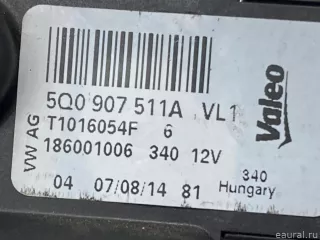 5Q0 907 511A VL1
T1016054F 6
186001006 340 12V
04 07/08/14 81
VW AG
Valeo
340
Hungary
© eaural.ru